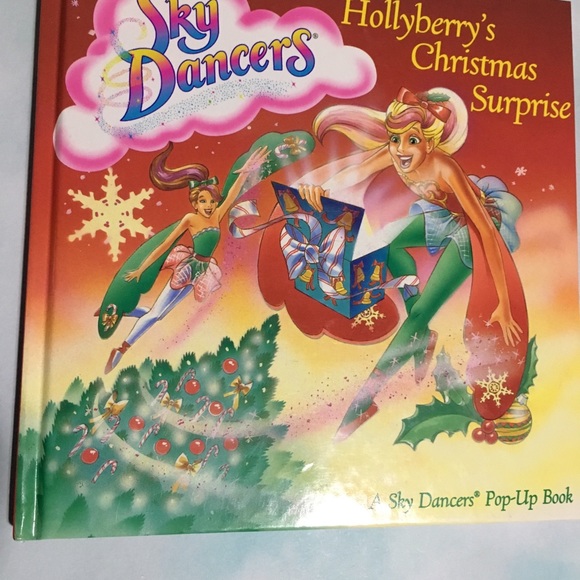 Sky
Dancers®
Hollyberry's
Christmas
Surprise
A Sky Dancers® Pop-Up Book